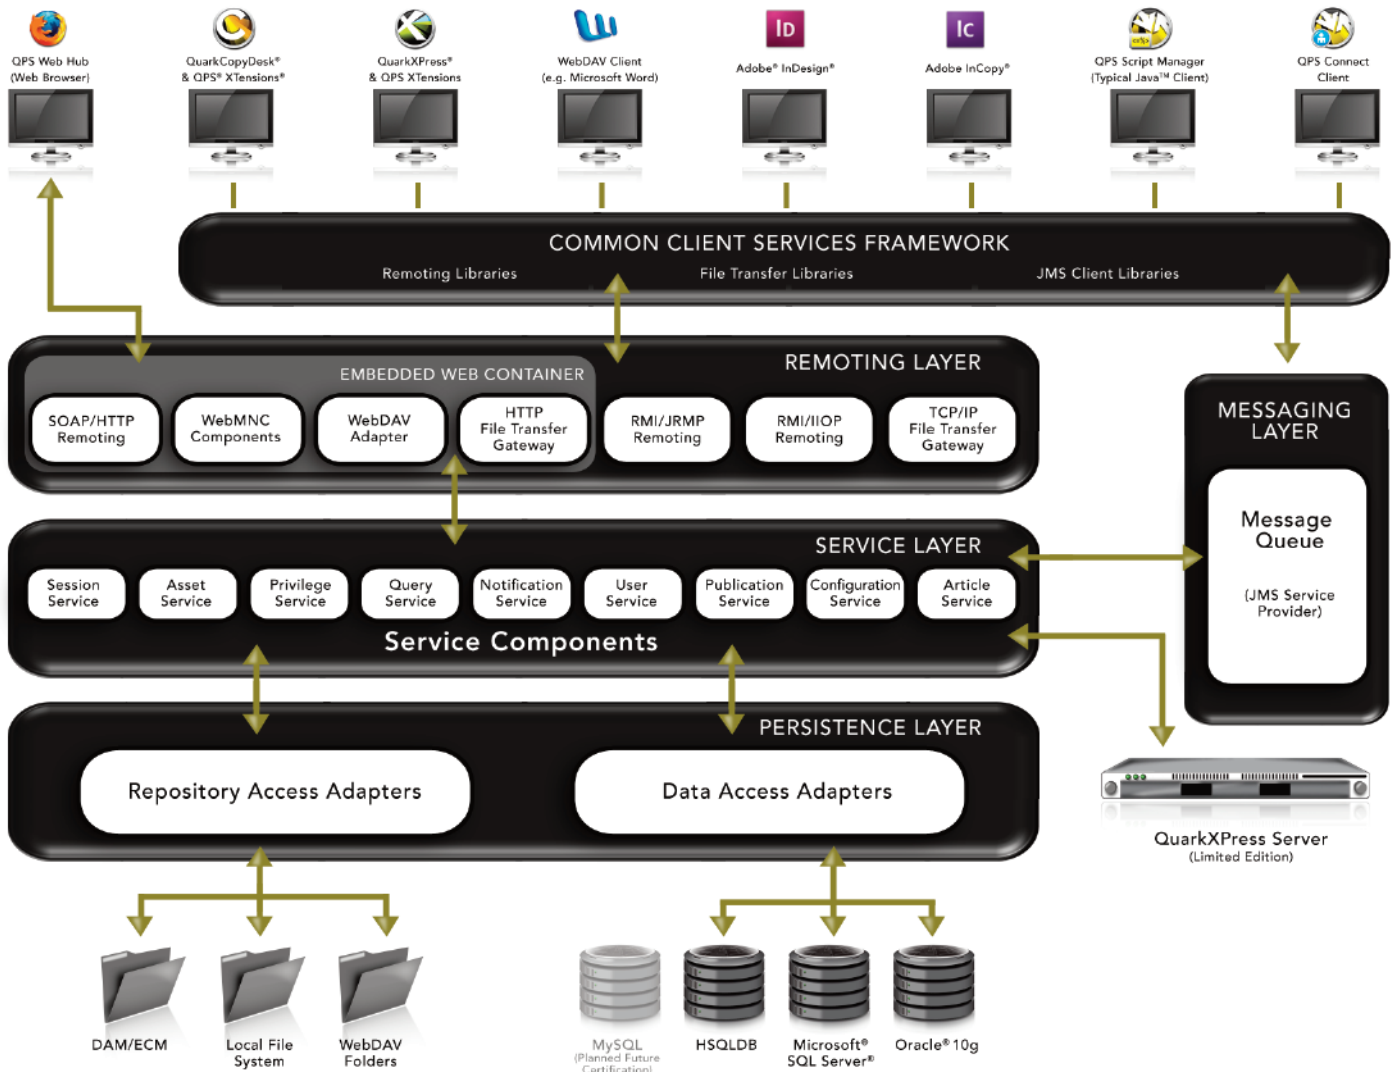 QPS Web Hub
(Web Browser)
QuarkCopyDesk®
& QPS® XTensions®
QuarkXPress®
& QPS XTensions
WebDAV Client
(e.g. Microsoft Word)
ID
Adobe® InDesign®
IC
Adobe InCopy®
QPS Script Manager
(Typical Java™ Client)
QPS Connect
Client
COMMON CLIENT SERVICES FRAMEWORK
Remoting Libraries
File Transfer Libraries
JMS Client Libraries
REMOTING LAYER
EMBEDDED WEB CONTAINER
SOAP/HTTP
Remoting
WebMNC
Components
WebDAV
Adapter
HTTP
File Transfer
Gateway
RMI/JRMP
Remoting
RMI/IIOP
Remoting
TCP/IP
File Transfer
Gateway
MESSAGING
LAYER
Message
Queue
(JMS Service
Provider)
SERVICE LAYER
Session
Service
Asset
Service
Privilege
Service
Query
Service
Notification
Service
User
Service
Publication
Service
Configuration
Service
Article
Service
Service Components
PERSISTENCE LAYER
Repository Access Adapters
Data Access Adapters
QuarkXPress Server
(Limited Edition)
DAM/ECM
Local File
System
WebDAV
Folders
MySQL
(Planned Future
Certification)
HSQLDB
Microsoft®
SQL Server®
Oracle® 10g